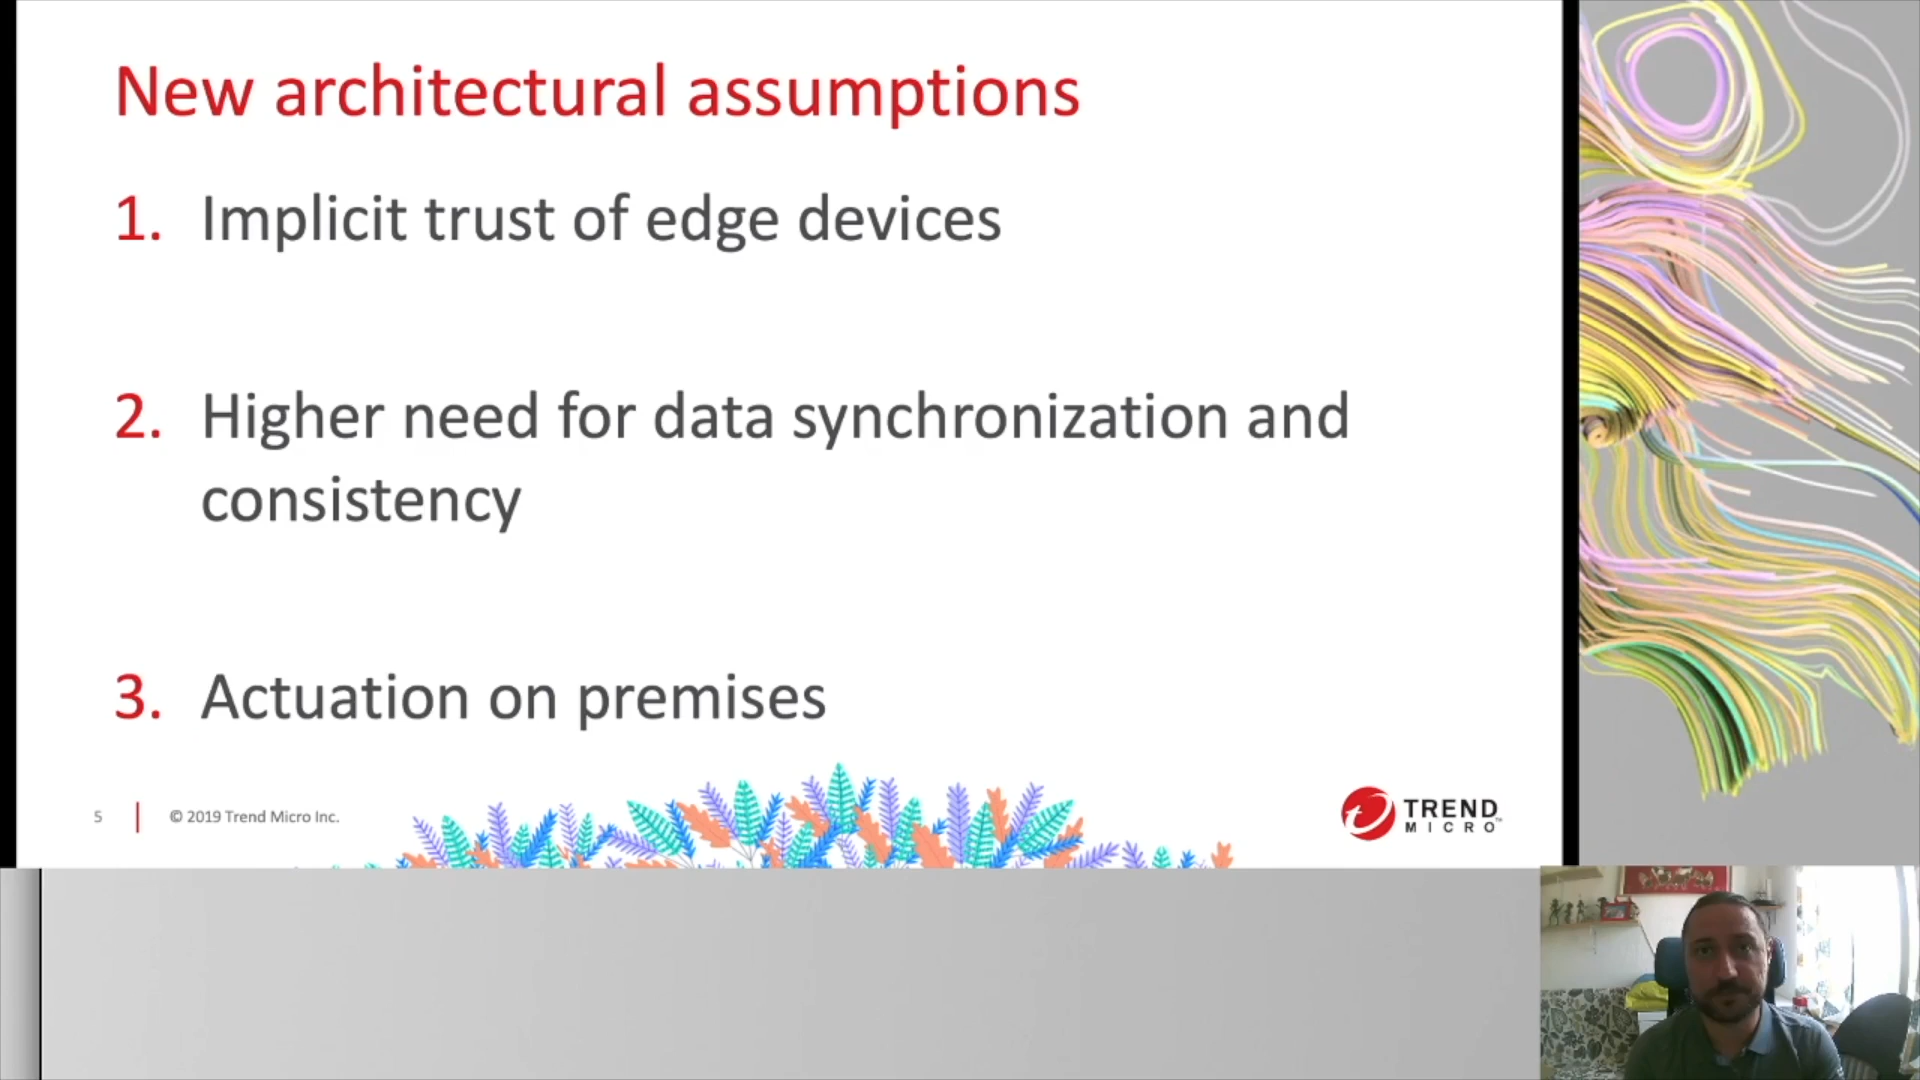 New architectural assumptions
1. Implicit trust of edge devices
2. Higher need for data synchronization and
consistency
3. Actuation on premises
5
© 2019 Trend Micro Inc.
TREND
MICRO™